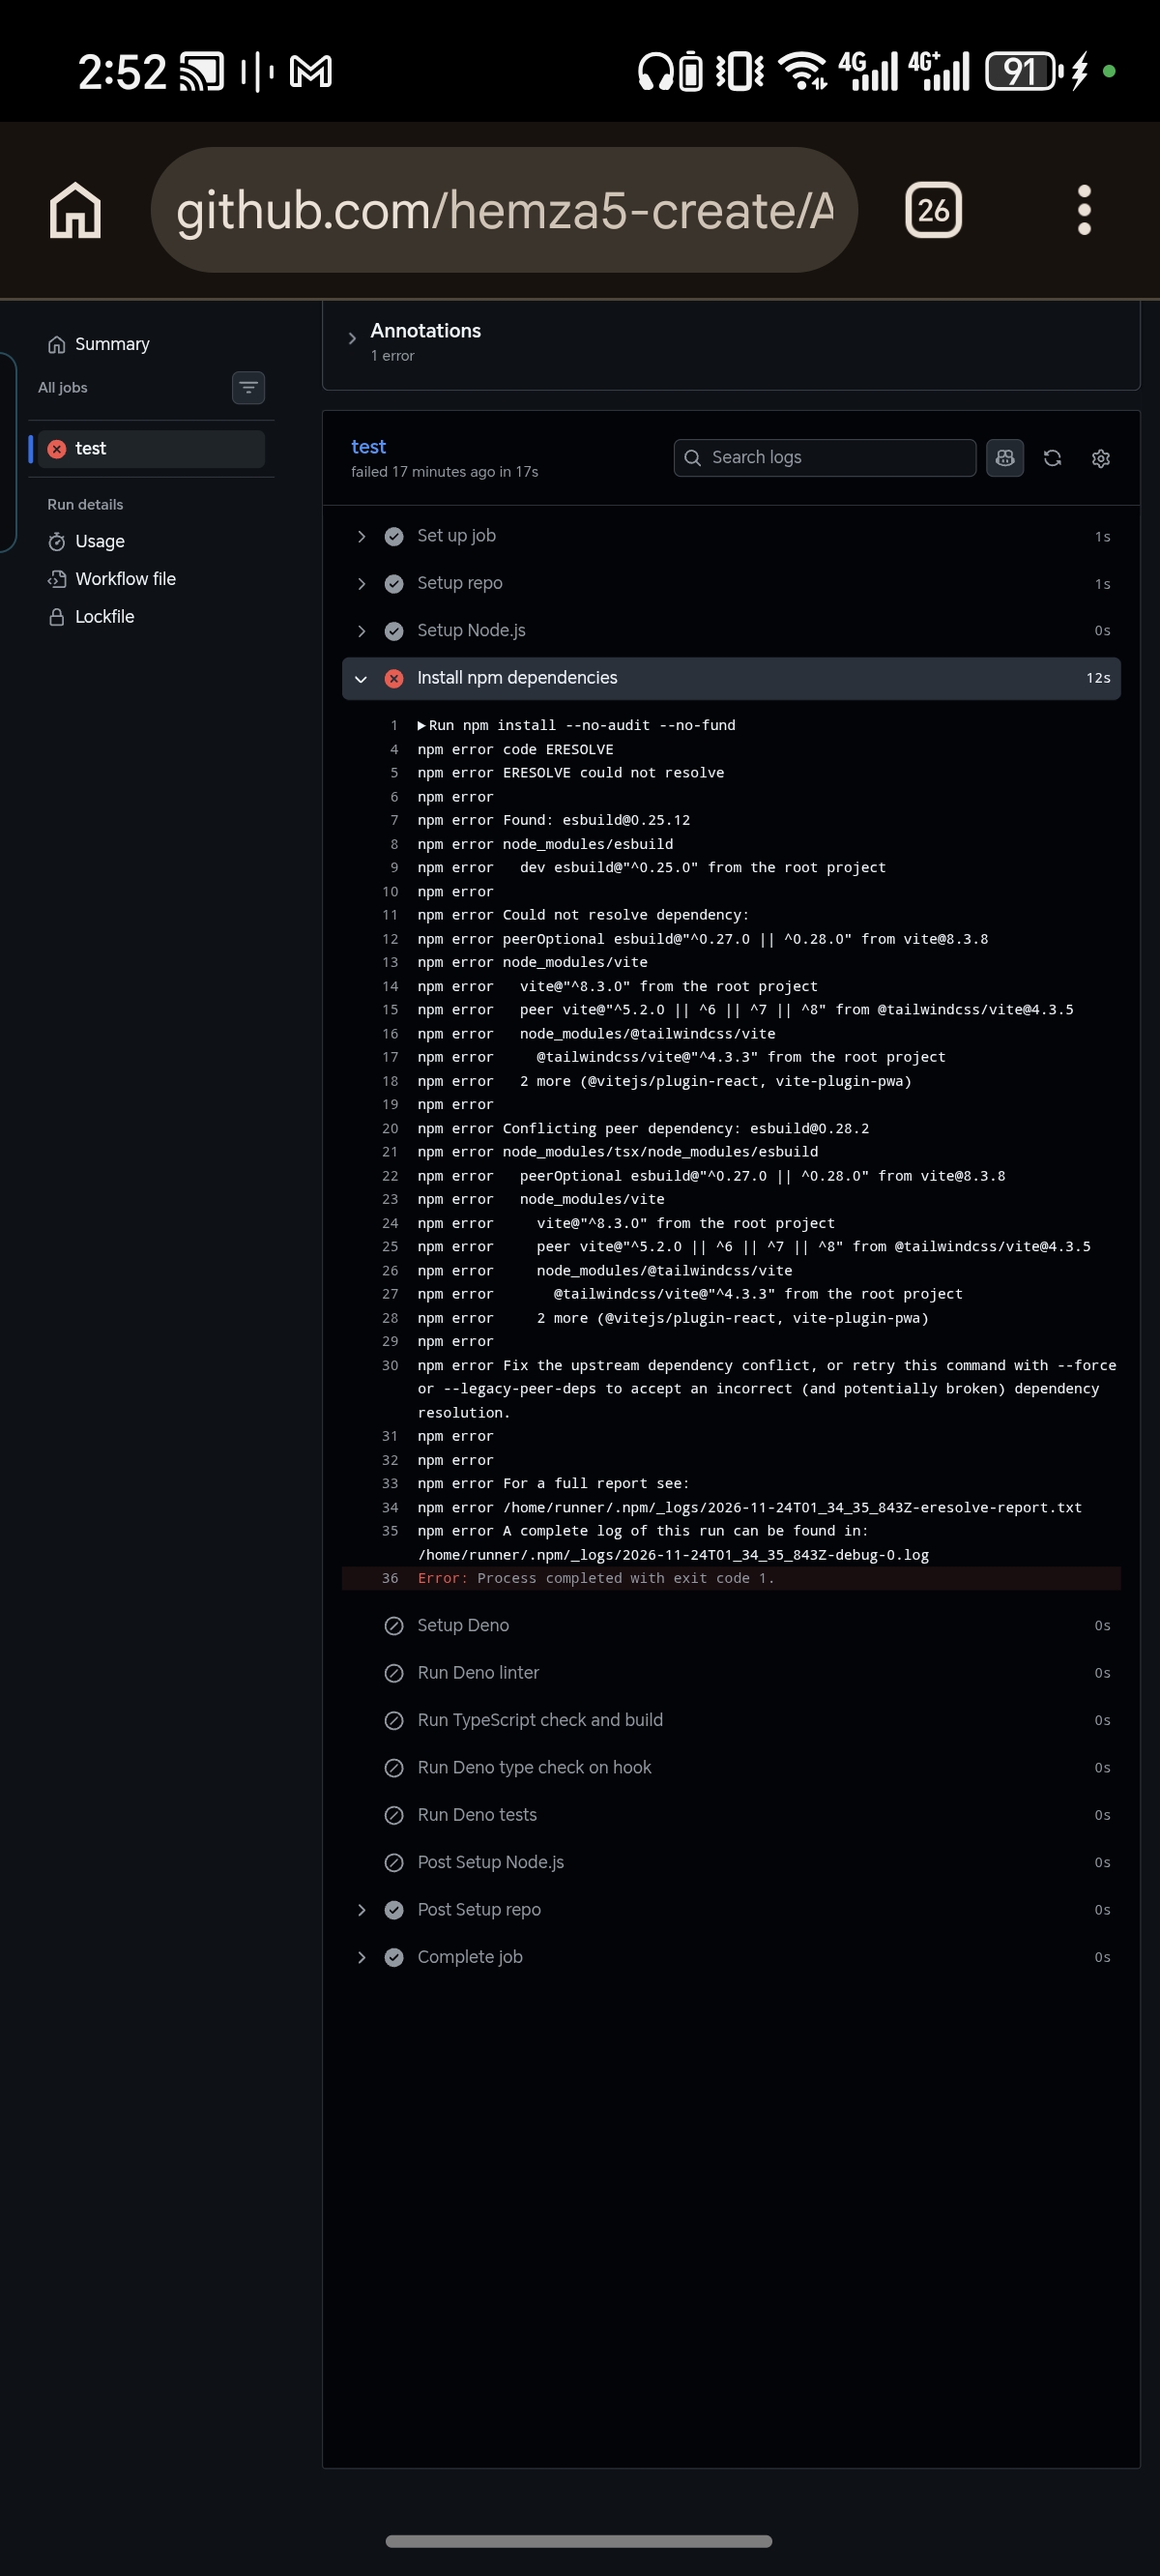 2:52
4G
4G+
91
github.com/hemza5-create/A
26
Summary
All jobs
test
Run details
Usage
Workflow file
Lockfile
Annotations
1 error
test
failed 17 minutes ago in 17s
Search logs
Set up job 1s
Setup repo 1s
Setup Node.js 0s
Install npm dependencies 12s
1 Run npm install --no-audit --no-fund
4 npm error code ERESOLVE
5 npm error ERESOLVE could not resolve
6 npm error
7 npm error Found: esbuild@0.25.12
8 npm error node_modules/esbuild
9 npm error   dev esbuild@"^0.25.0" from the root project
10 npm error
11 npm error Could not resolve dependency:
12 npm error peerOptional esbuild@"^0.27.0 || ^0.28.0" from vite@8.3.8
13 npm error node_modules/vite
14 npm error   vite@"^8.3.0" from the root project
15 npm error   peer vite@"^5.2.0 || ^6 || ^7 || ^8" from @tailwindcss/vite@4.3.5
16 npm error   node_modules/@tailwindcss/vite
17 npm error     @tailwindcss/vite@"^4.3.3" from the root project
18 npm error   2 more (@vitejs/plugin-react, vite-plugin-pwa)
19 npm error
20 npm error Conflicting peer dependency: esbuild@0.28.2
21 npm error node_modules/tsx/node_modules/esbuild
22 npm error   peerOptional esbuild@"^0.27.0 || ^0.28.0" from vite@8.3.8
23 npm error   node_modules/vite
24 npm error     vite@"^8.3.0" from the root project
25 npm error     peer vite@"^5.2.0 || ^6 || ^7 || ^8" from @tailwindcss/vite@4.3.5
26 npm error     node_modules/@tailwindcss/vite
27 npm error       @tailwindcss/vite@"^4.3.3" from the root project
28 npm error     2 more (@vitejs/plugin-react, vite-plugin-pwa)
29 npm error
30 npm error Fix the upstream dependency conflict, or retry this command with --force
or --legacy-peer-deps to accept an incorrect (and potentially broken) dependency
resolution.
31 npm error
32 npm error
33 npm error For a full report see:
34 npm error /home/runner/.npm/_logs/2026-11-24T01_34_35_843Z-eresolve-report.txt
35 npm error A complete log of this run can be found in:
/home/runner/.npm/_logs/2026-11-24T01_34_35_843Z-debug-0.log
36 Error: Process completed with exit code 1.
Setup Deno 0s
Run Deno linter 0s
Run TypeScript check and build 0s
Run Deno type check on hook 0s
Run Deno tests 0s
Post Setup Node.js 0s
Post Setup repo 0s
Complete job 0s